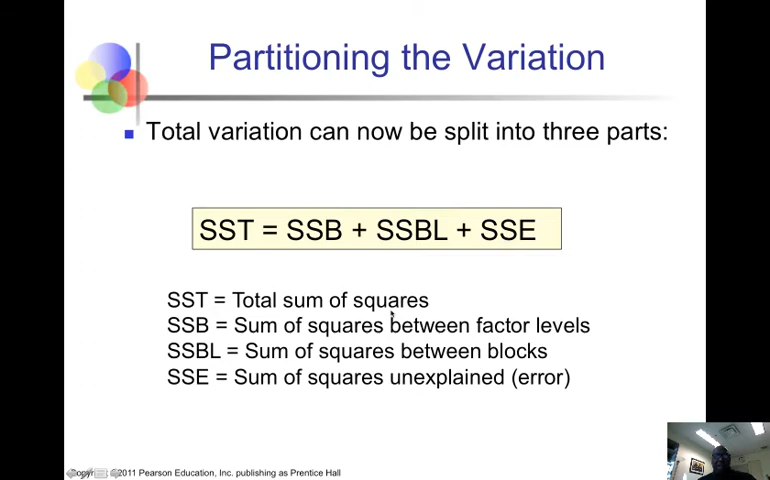 Partitioning the Variation
Total variation can now be split into three parts:
SST = SSB + SSBL + SSE
SST = Total sum of squares
SSB = Sum of squares between factor levels
SSBL = Sum of squares between blocks
SSE = Sum of squares unexplained (error)
©2011 Pearson Education, Inc. publishing as Prentice Hall